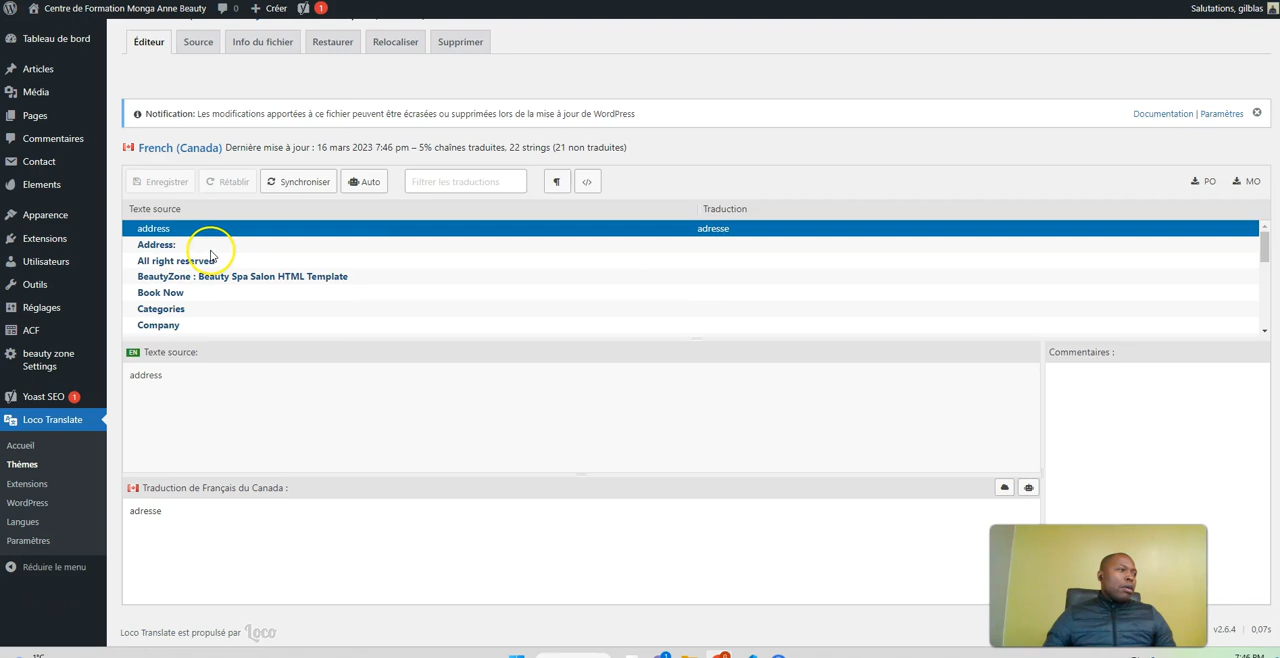 Centre de Formation Monga Anne Beauty 0 Créer 1 Salutations, gilblas
Tableau de bord
Articles
Média
Pages
Commentaires
Contact
Elements
Apparence
Extensions
Utilisateurs
Outils
Réglages
ACF
beauty zone
Settings
Yoast SEO 1
Loco Translate
Accueil
Thèmes
Extensions
WordPress
Langues
Paramètres
Réduire le menu
Éditeur Source Info du fichier Restaurer Relocaliser Supprimer
Notification: Les modifications apportées à ce fichier peuvent être écrasées ou supprimées lors de la mise à jour de WordPress Documentation | Paramètres
French (Canada) Dernière mise à jour : 16 mars 2023 7:46 pm – 5% chaînes traduites, 22 strings (21 non traduites)
Enregistrer Rétablir Synchroniser Auto Filtrer les traductions ¶ </> PO MO
Texte source Traduction
address adresse
Address:
All right reserved
BeautyZone : Beauty Spa Salon HTML Template
Book Now
Categories
Company
EN Texte source: Commentaires :
address
Traduction de Français du Canada :
adresse
Loco Translate est propulsé par Loco v2.6.4 0,07s